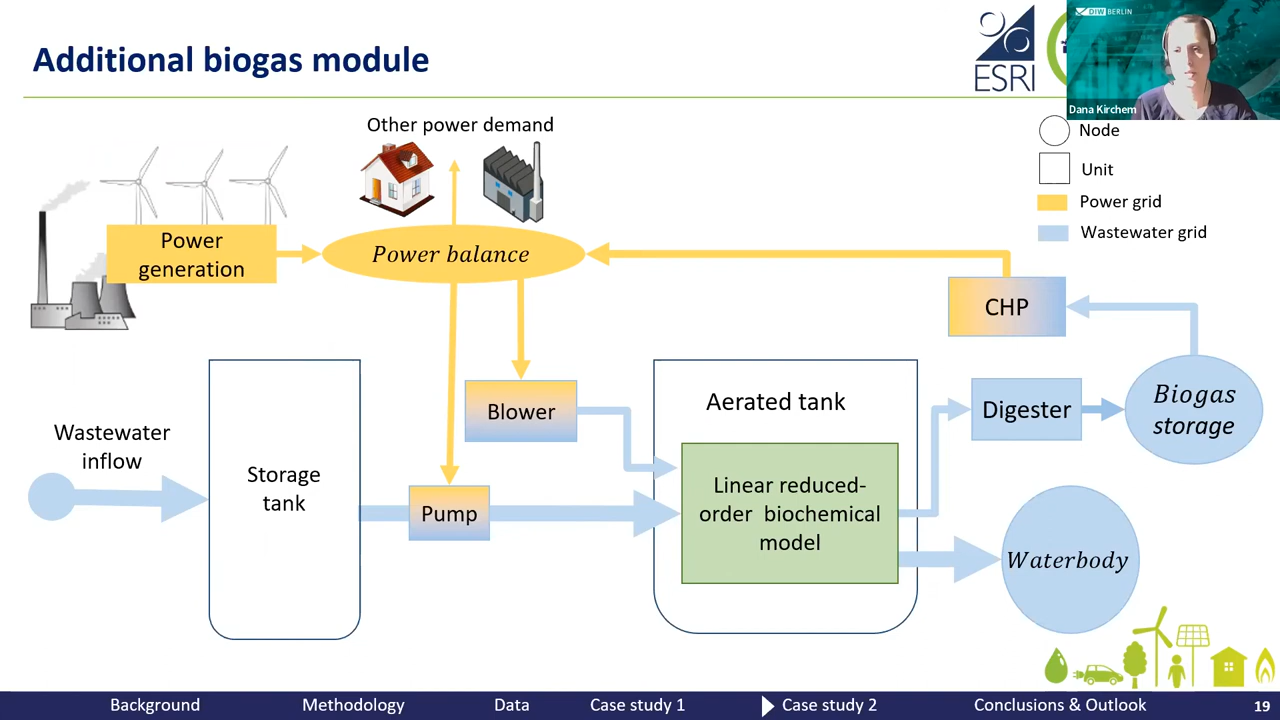 Additional biogas module
ESRI
DIW BERLIN
Dana Kirchem
Node
Unit
Power grid
Wastewater grid
Other power demand
Power
generation
Power balance
CHP
Blower
Aerated tank
Digester
Biogas
storage
Wastewater
inflow
Storage
tank
Pump
Linear reduced-
order biochemical
model
Waterbody
Background
Methodology
Data
Case study 1
Case study 2
Conclusions & Outlook
19